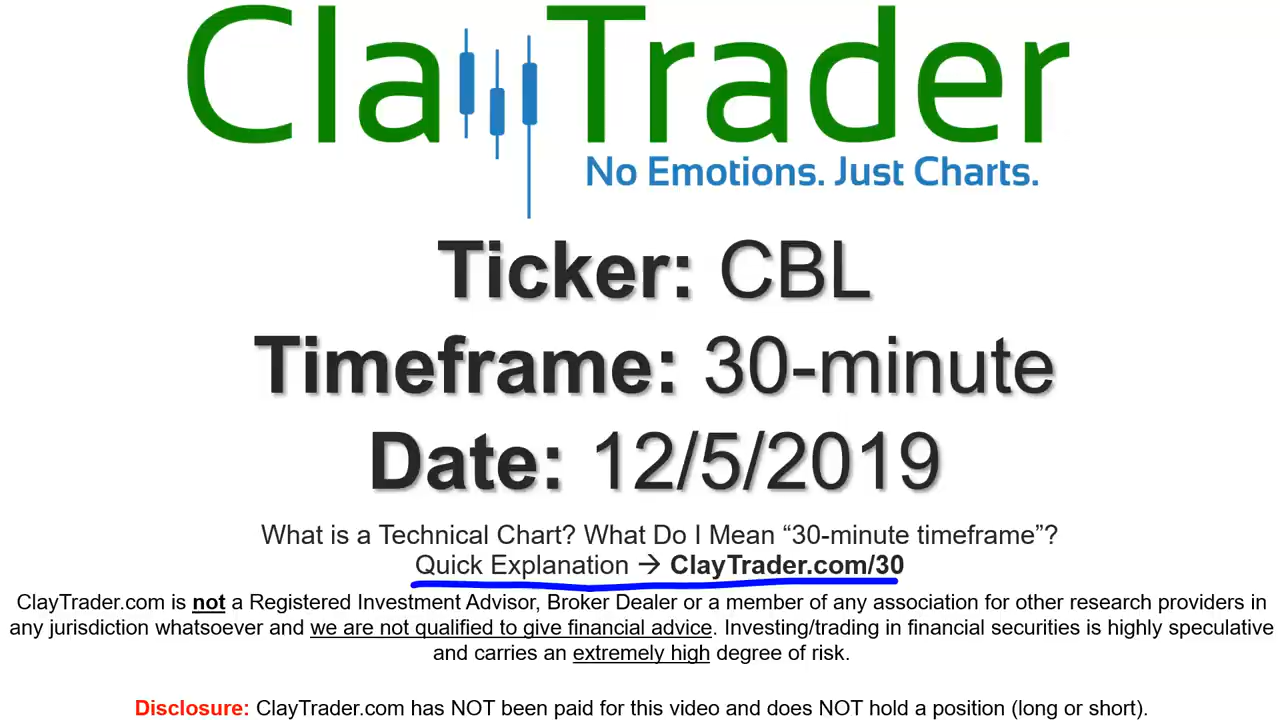 ClayTrader
No Emotions. Just Charts.
Ticker: CBL
Timeframe: 30-minute
Date: 12/5/2019
What is a Technical Chart? What Do I Mean “30-minute timeframe”?
Quick Explanation → ClayTrader.com/30
ClayTrader.com is not a Registered Investment Advisor, Broker Dealer or a member of any association for other research providers in
any jurisdiction whatsoever and we are not qualified to give financial advice. Investing/trading in financial securities is highly speculative
and carries an extremely high degree of risk.
Disclosure: ClayTrader.com has NOT been paid for this video and does NOT hold a position (long or short).